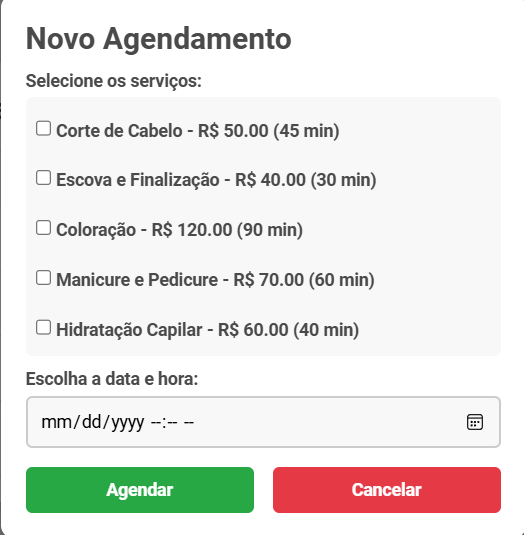 Novo Agendamento
Selecione os serviços:
Corte de Cabelo - R$ 50.00 (45 min)
Escova e Finalização - R$ 40.00 (30 min)
Coloração - R$ 120.00 (90 min)
Manicure e Pedicure - R$ 70.00 (60 min)
Hidratação Capilar - R$ 60.00 (40 min)
Escolha a data e hora:
mm/dd/yyyy --:-- --
Agendar Cancelar